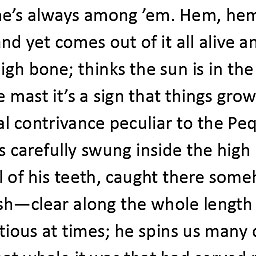 he's always among 'em. Hem, hem
nd yet comes out of it all alive an
igh bone; thinks the sun is in the
mast it's a sign that things grow
contrivance peculiar to the Peq
carefully swung inside the high
of his teeth, caught there someh
sh—clear along the whole length
tious at times; he spins us many